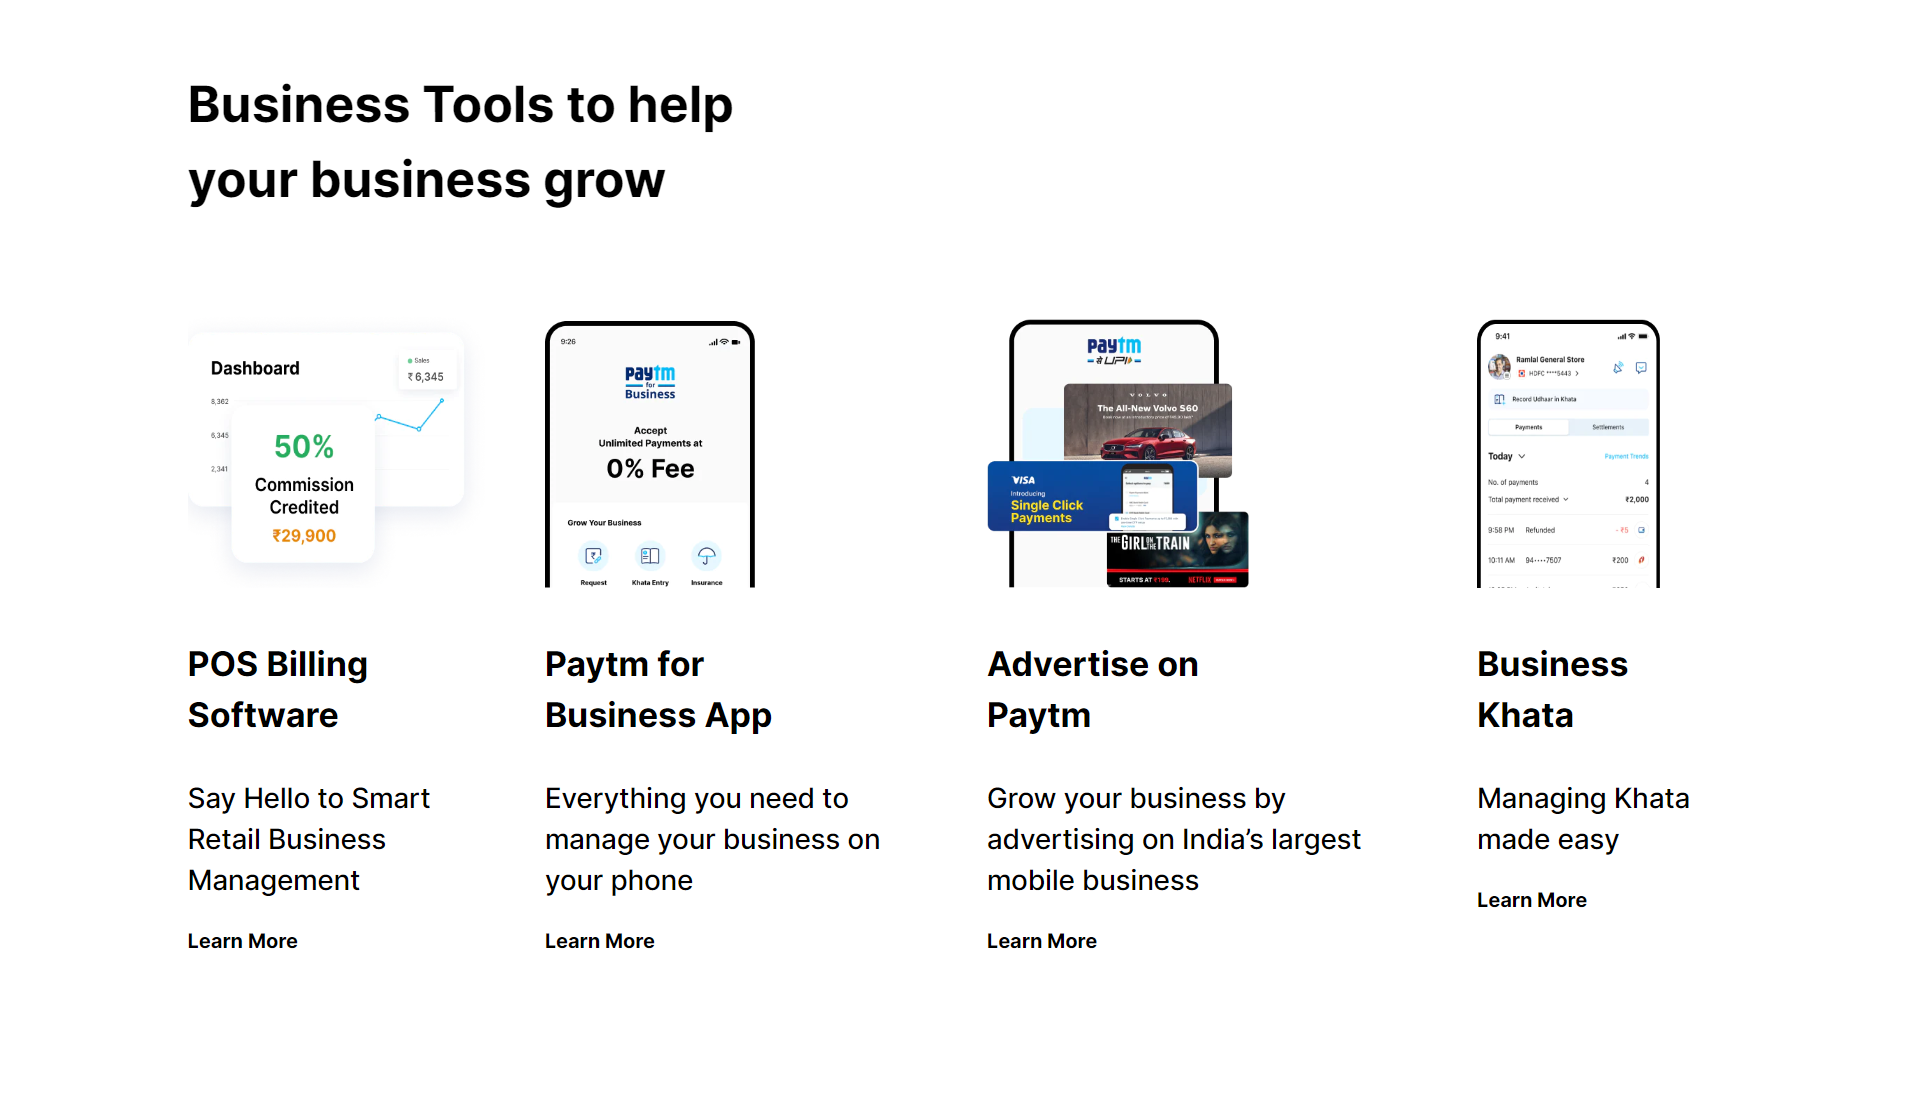 Business Tools to help
your business grow
Dashboard
Sales
₹ 6,345
8,362
6,345
2,341
50%
Commission
Credited
₹29,900
POS Billing
Software
Say Hello to Smart
Retail Business
Management
Learn More
9:26
paytm
for
Business
Accept
Unlimited Payments at
0% Fee
Grow Your Business
Request
Khata Entry
Insurance
Paytm for
Business App
Everything you need to
manage your business on
your phone
Learn More
paytm
से UPI
VOLVO
The All-New Volvo S60
VISA
Introducing
Single Click
Payments
THE GIRL ON THE TRAIN
STARTS AT ₹199.
NETFLIX
Advertise on
Paytm
Grow your business by
advertising on India’s largest
mobile business
Learn More
9:41
Ramlal General Store
HDFC ****5443
Record Udhaar in Khata
Payments Settlements
Today Payment Trends
No. of payments 4
Total payment received ₹2,000
9:58 PM Refunded - ₹5
10:11 AM 94••••7507 ₹200
Business
Khata
Managing Khata
made easy
Learn More